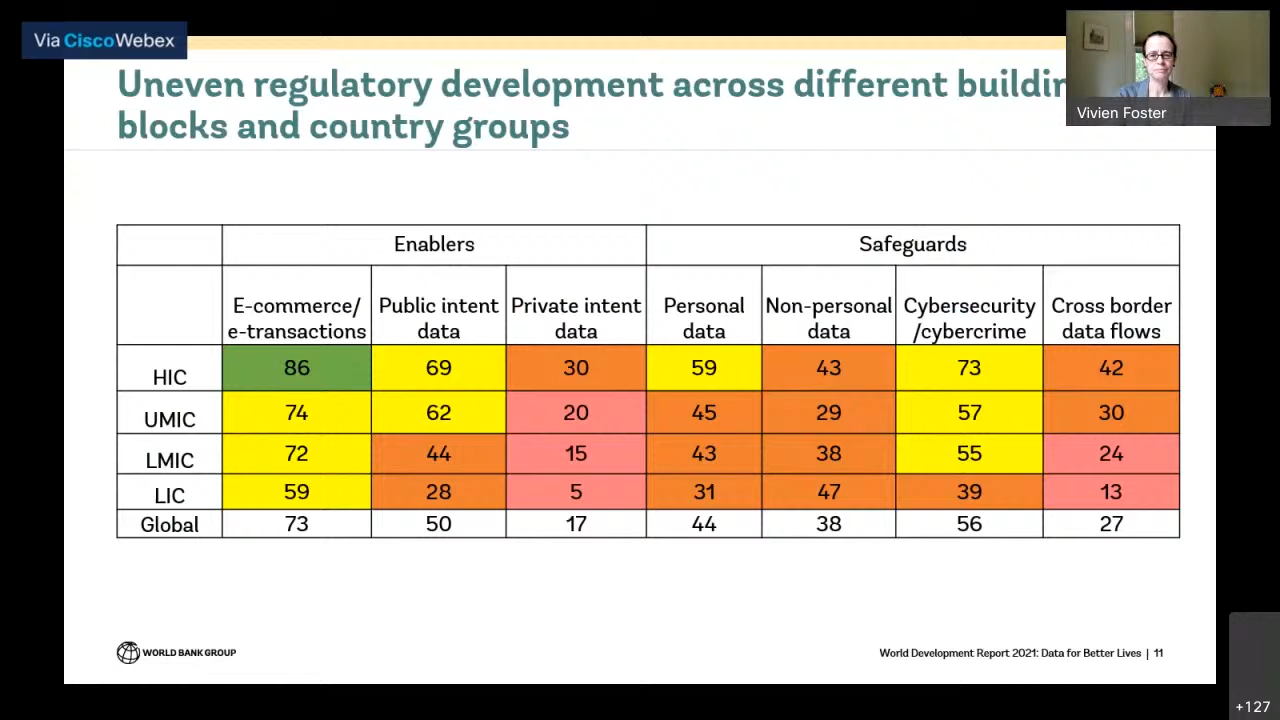 Via CiscoWebex
Uneven regulatory development across different buildin
blocks and country groups
Vivien Foster
Enablers Safeguards
E-commerce/ Public intent Private intent Personal Non-personal Cybersecurity Cross border
e-transactions data data data data /cybercrime data flows
HIC 86 69 30 59 43 73 42
UMIC 74 62 20 45 29 57 30
LMIC 72 44 15 43 38 55 24
LIC 59 28 5 31 47 39 13
Global 73 50 17 44 38 56 27
WORLD BANK GROUP
World Development Report 2021: Data for Better Lives | 11
+127